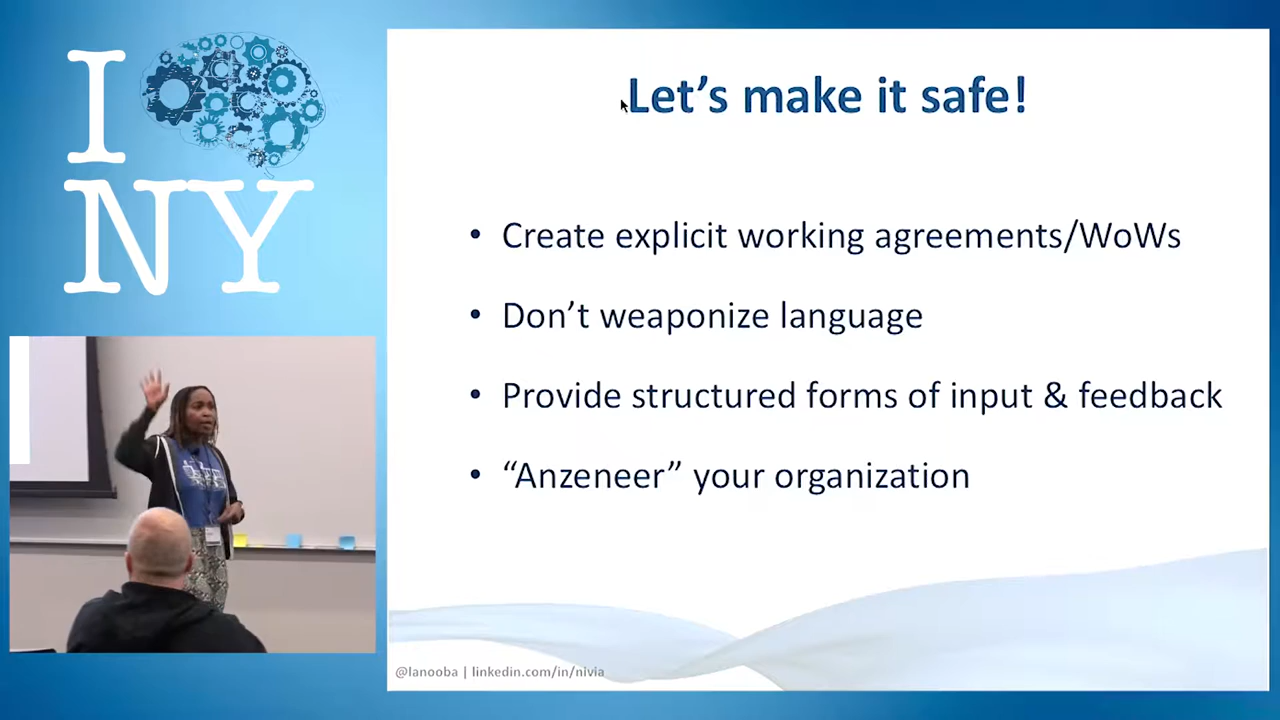 I
NY
Let's make it safe!
• Create explicit working agreements/WoWs
• Don't weaponize language
• Provide structured forms of input & feedback
• “Anzeneer” your organization
@lanooba | linkedin.com/in/nivia